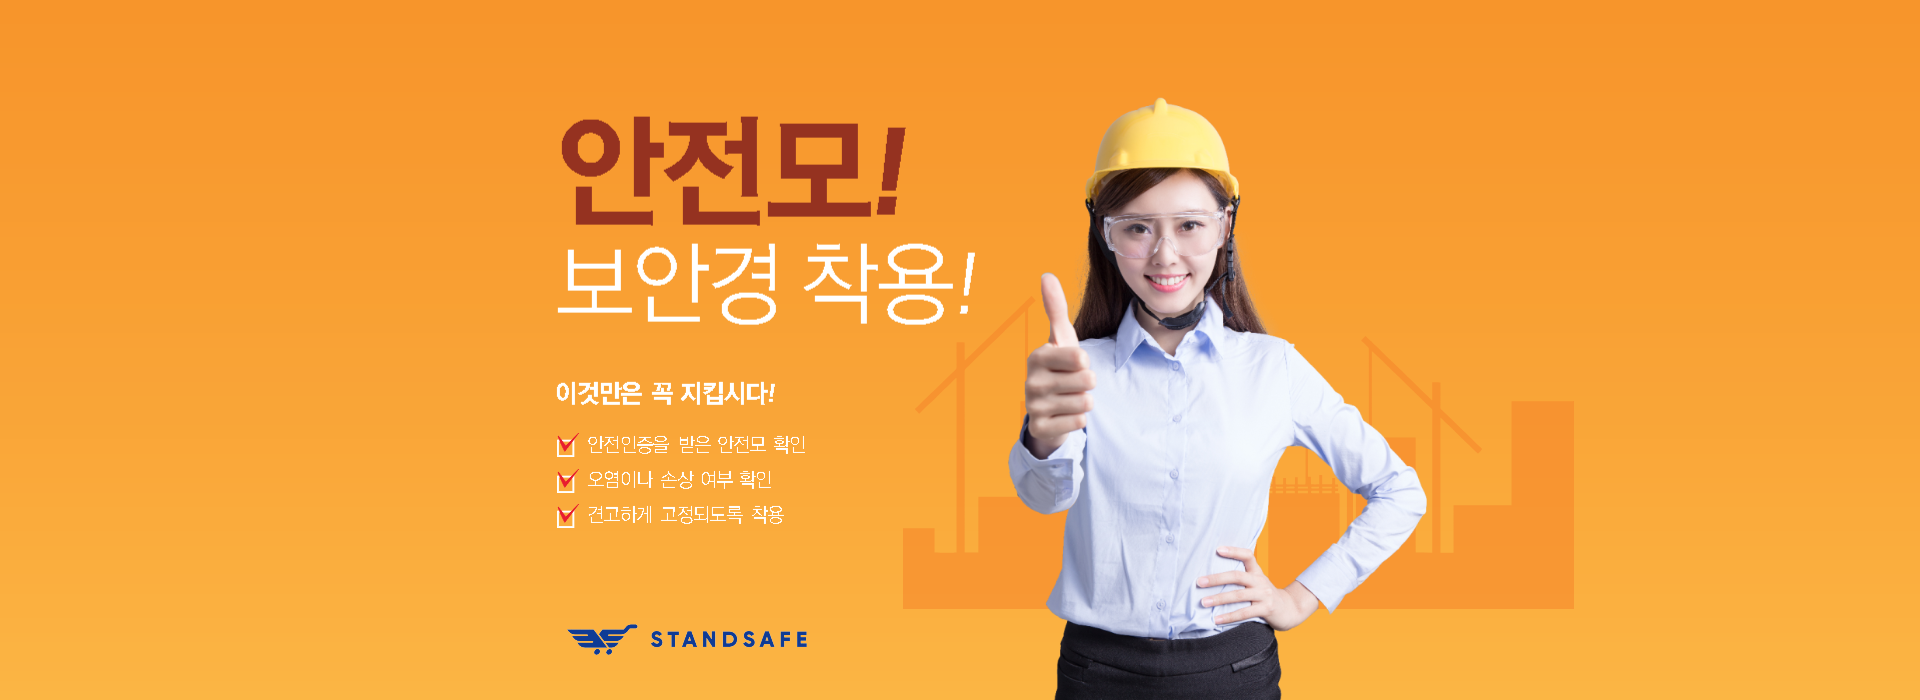 안전모!
보안경 착용!
이것만은 꼭 지킵시다!
안전인증을 받은 안전모 확인
오염이나 손상 여부 확인
견고하게 고정되도록 착용
STANDSAFE